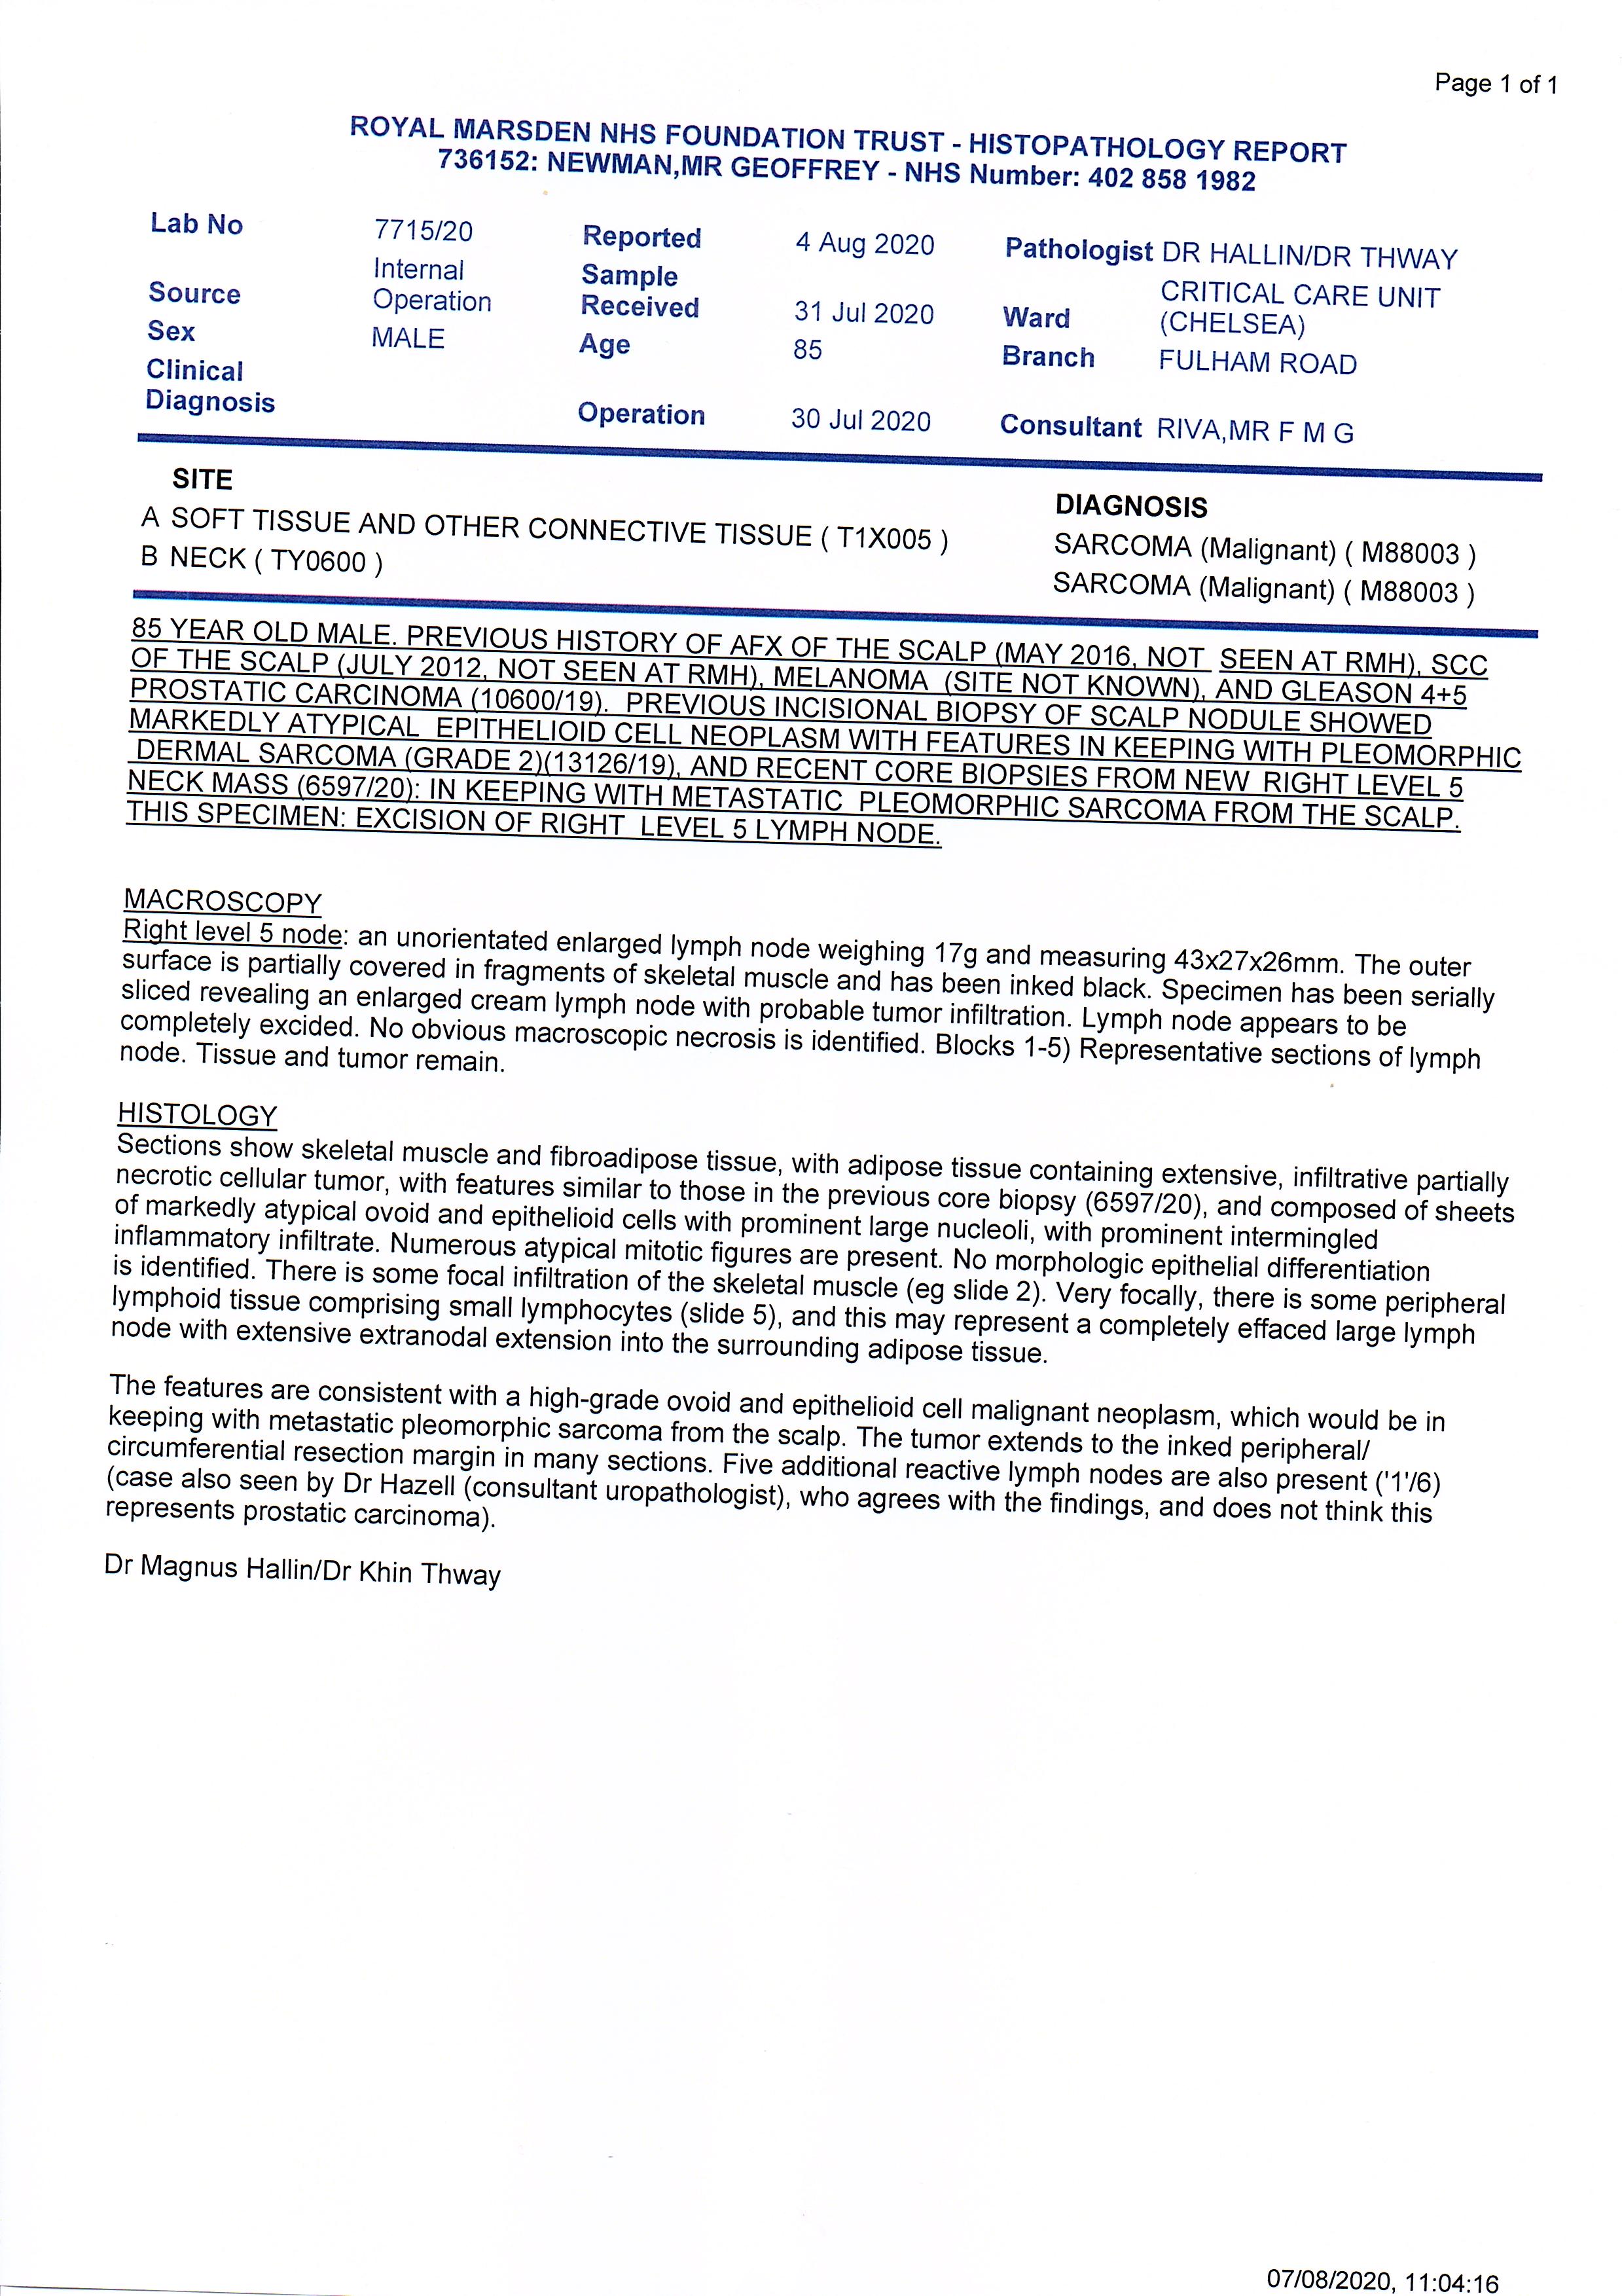 Page 1 of 1
ROYAL MARSDEN NHS FOUNDATION TRUST - HISTOPATHOLOGY REPORT
736152: NEWMAN,MR GEOFFREY - NHS Number: 402 858 1982
Lab No 7715/20 Reported 4 Aug 2020 Pathologist DR HALLIN/DR THWAY
Source Internal Operation Sample Received 31 Jul 2020 Ward CRITICAL CARE UNIT (CHELSEA)
Sex MALE Age 85 Branch FULHAM ROAD
Clinical Diagnosis Operation 30 Jul 2020 Consultant RIVA,MR F M G
SITE DIAGNOSIS
A SOFT TISSUE AND OTHER CONNECTIVE TISSUE ( T1X005 ) SARCOMA (Malignant) ( M88003 )
B NECK ( TY0600 ) SARCOMA (Malignant) ( M88003 )
85 YEAR OLD MALE. PREVIOUS HISTORY OF AFX OF THE SCALP (MAY 2016, NOT SEEN AT RMH), SCC
OF THE SCALP (JULY 2012, NOT SEEN AT RMH), MELANOMA (SITE NOT KNOWN), AND GLEASON 4+5
PROSTATIC CARCINOMA (10600/19). PREVIOUS INCISIONAL BIOPSY OF SCALP NODULE SHOWED
MARKEDLY ATYPICAL EPITHELIOID CELL NEOPLASM WITH FEATURES IN KEEPING WITH PLEOMORPHIC
DERMAL SARCOMA (GRADE 2)(13126/19), AND RECENT CORE BIOPSIES FROM NEW RIGHT LEVEL 5
NECK MASS (6597/20): IN KEEPING WITH METASTATIC PLEOMORPHIC SARCOMA FROM THE SCALP.
THIS SPECIMEN: EXCISION OF RIGHT LEVEL 5 LYMPH NODE.
MACROSCOPY
Right level 5 node: an unorientated enlarged lymph node weighing 17g and measuring 43x27x26mm. The outer
surface is partially covered in fragments of skeletal muscle and has been inked black. Specimen has been serially
sliced revealing an enlarged cream lymph node with probable tumor infiltration. Lymph node appears to be
completely excided. No obvious macroscopic necrosis is identified. Blocks 1-5) Representative sections of lymph
node. Tissue and tumor remain.
HISTOLOGY
Sections show skeletal muscle and fibroadipose tissue, with adipose tissue containing extensive, infiltrative partially
necrotic cellular tumor, with features similar to those in the previous core biopsy (6597/20), and composed of sheets
of markedly atypical ovoid and epithelioid cells with prominent large nucleoli, with prominent intermingled
inflammatory infiltrate. Numerous atypical mitotic figures are present. No morphologic epithelial differentiation
is identified. There is some focal infiltration of the skeletal muscle (eg slide 2). Very focally, there is some peripheral
lymphoid tissue comprising small lymphocytes (slide 5), and this may represent a completely effaced large lymph
node with extensive extranodal extension into the surrounding adipose tissue.
The features are consistent with a high-grade ovoid and epithelioid cell malignant neoplasm, which would be in
keeping with metastatic pleomorphic sarcoma from the scalp. The tumor extends to the inked peripheral/
circumferential resection margin in many sections. Five additional reactive lymph nodes are also present ('1'/6)
(case also seen by Dr Hazell (consultant uropathologist), who agrees with the findings, and does not think this
represents prostatic carcinoma).
Dr Magnus Hallin/Dr Khin Thway
07/08/2020, 11:04:16